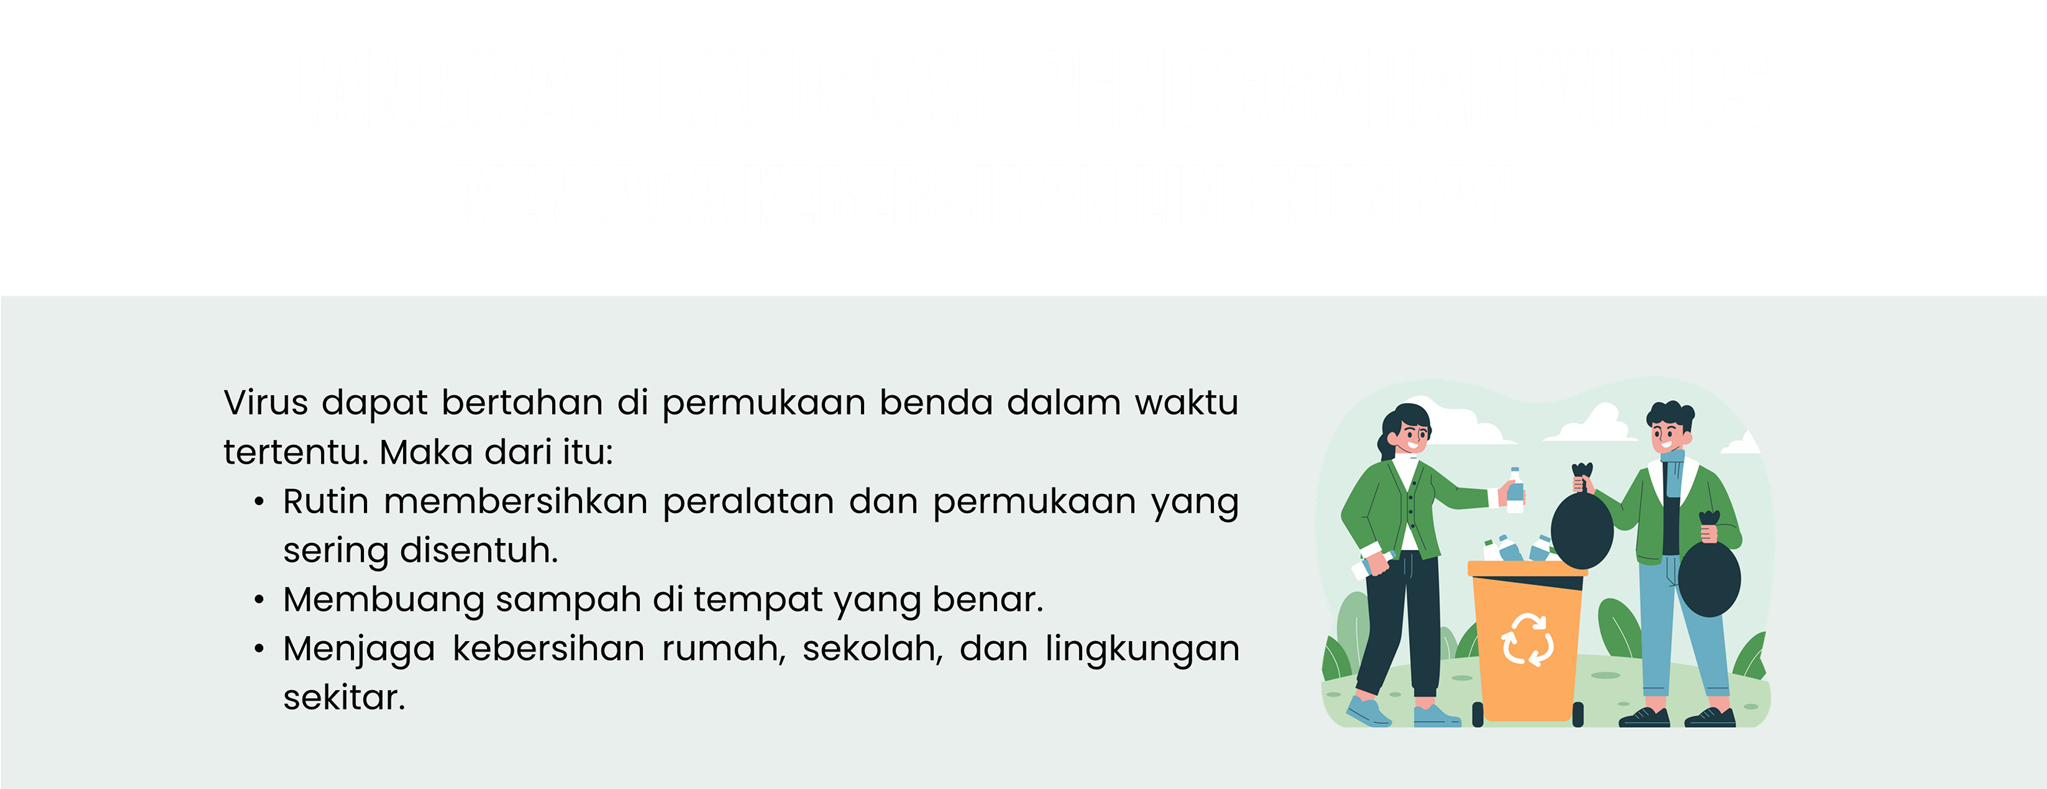 Virus dapat bertahan di permukaan benda dalam waktu
tertentu. Maka dari itu:
• Rutin membersihkan peralatan dan permukaan yang
sering disentuh.
• Membuang sampah di tempat yang benar.
• Menjaga kebersihan rumah, sekolah, dan lingkungan
sekitar.